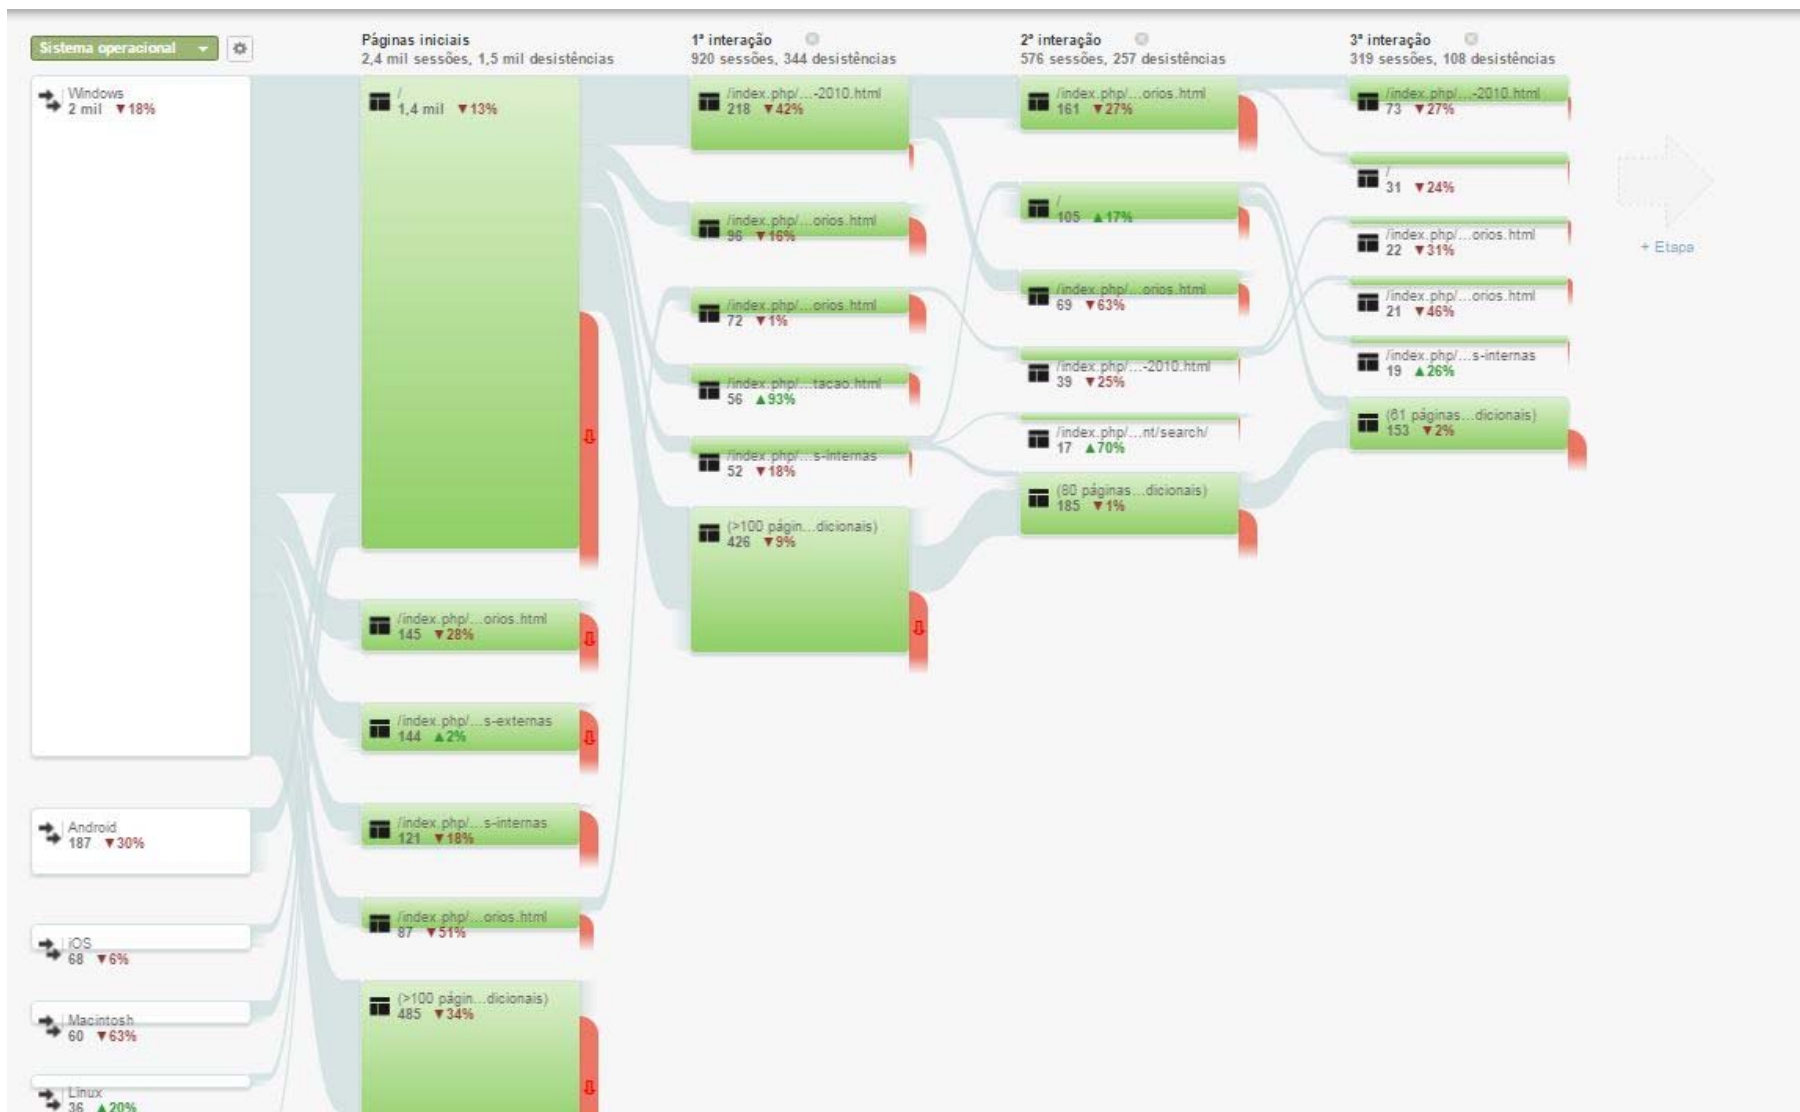 Sistema operacional
Windows
2 mil ▼18%
Android
187 ▼30%
iOS
68 ▼6%
Macintosh
60 ▼63%
Linux
36 ▲20%
Páginas iniciais
2,4 mil sessões, 1,5 mil desistências
/
1,4 mil ▼13%
/index.php/...orios.html
145 ▼28%
/index.php/...s-externas
144 ▲2%
/index.php/...s-internas
121 ▼18%
/index.php/...orios.html
87 ▼51%
(>100 págin...dicionais)
485 ▼34%
1ª interação
920 sessões, 344 desistências
/index.php/...-2010.html
218 ▼42%
/index.php/...orios.html
96 ▼16%
/index.php/...orios.html
72 ▼1%
/index.php/...tacao.html
56 ▲93%
/index.php/...s-internas
52 ▼18%
(>100 págin...dicionais)
426 ▼9%
2ª interação
576 sessões, 257 desistências
/index.php/...orios.html
161 ▼27%
/
105 ▲17%
/index.php/...orios.html
69 ▼63%
/index.php/...-2010.html
39 ▼25%
/index.php/...nt/search/
17 ▲70%
(80 páginas...dicionais)
185 ▼1%
3ª interação
319 sessões, 108 desistências
/index.php/...-2010.html
73 ▼27%
/
31 ▼24%
/index.php/...orios.html
22 ▼31%
/index.php/...orios.html
21 ▼46%
/index.php/...s-internas
19 ▲26%
(61 páginas...dicionais)
153 ▼2%
+ Etapa